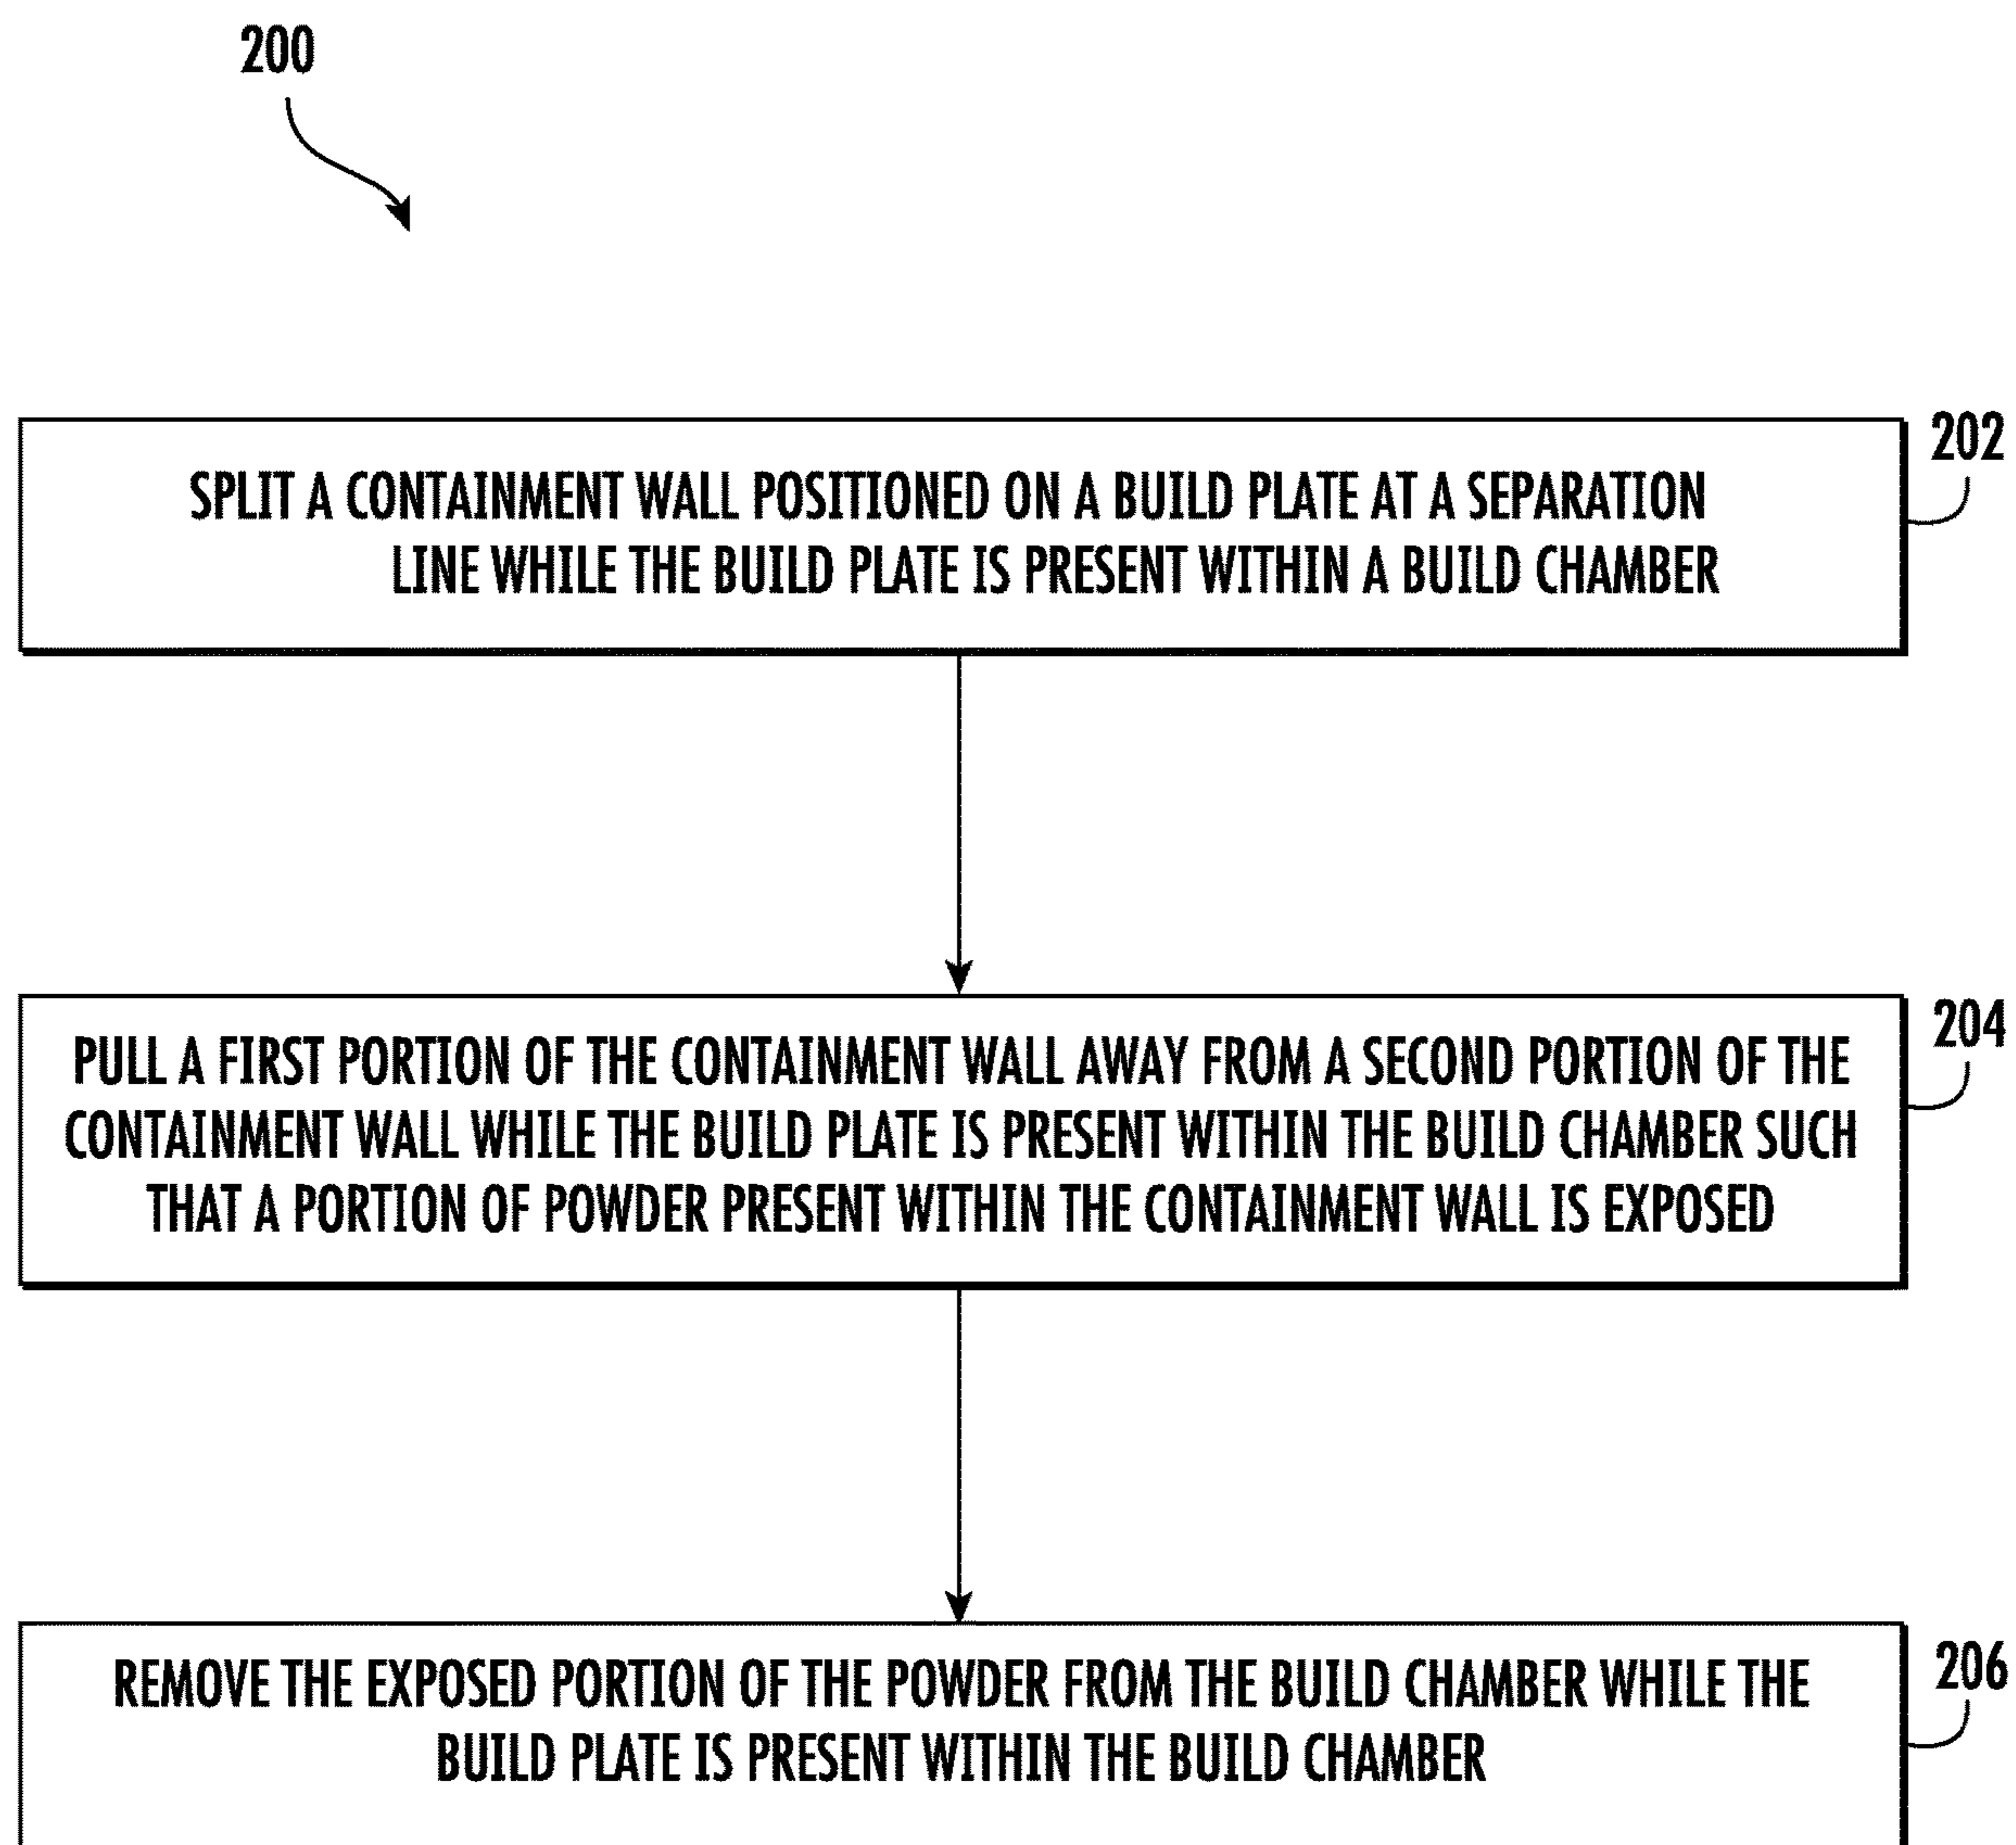 200
202
SPLIT A CONTAINMENT WALL POSITIONED ON A BUILD PLATE AT A SEPARATION
LINE WHILE THE BUILD PLATE IS PRESENT WITHIN A BUILD CHAMBER
204
PULL A FIRST PORTION OF THE CONTAINMENT WALL AWAY FROM A SECOND PORTION OF THE
CONTAINMENT WALL WHILE THE BUILD PLATE IS PRESENT WITHIN THE BUILD CHAMBER SUCH
THAT A PORTION OF POWDER PRESENT WITHIN THE CONTAINMENT WALL IS EXPOSED
206
REMOVE THE EXPOSED PORTION OF THE POWDER FROM THE BUILD CHAMBER WHILE THE
BUILD PLATE IS PRESENT WITHIN THE BUILD CHAMBER